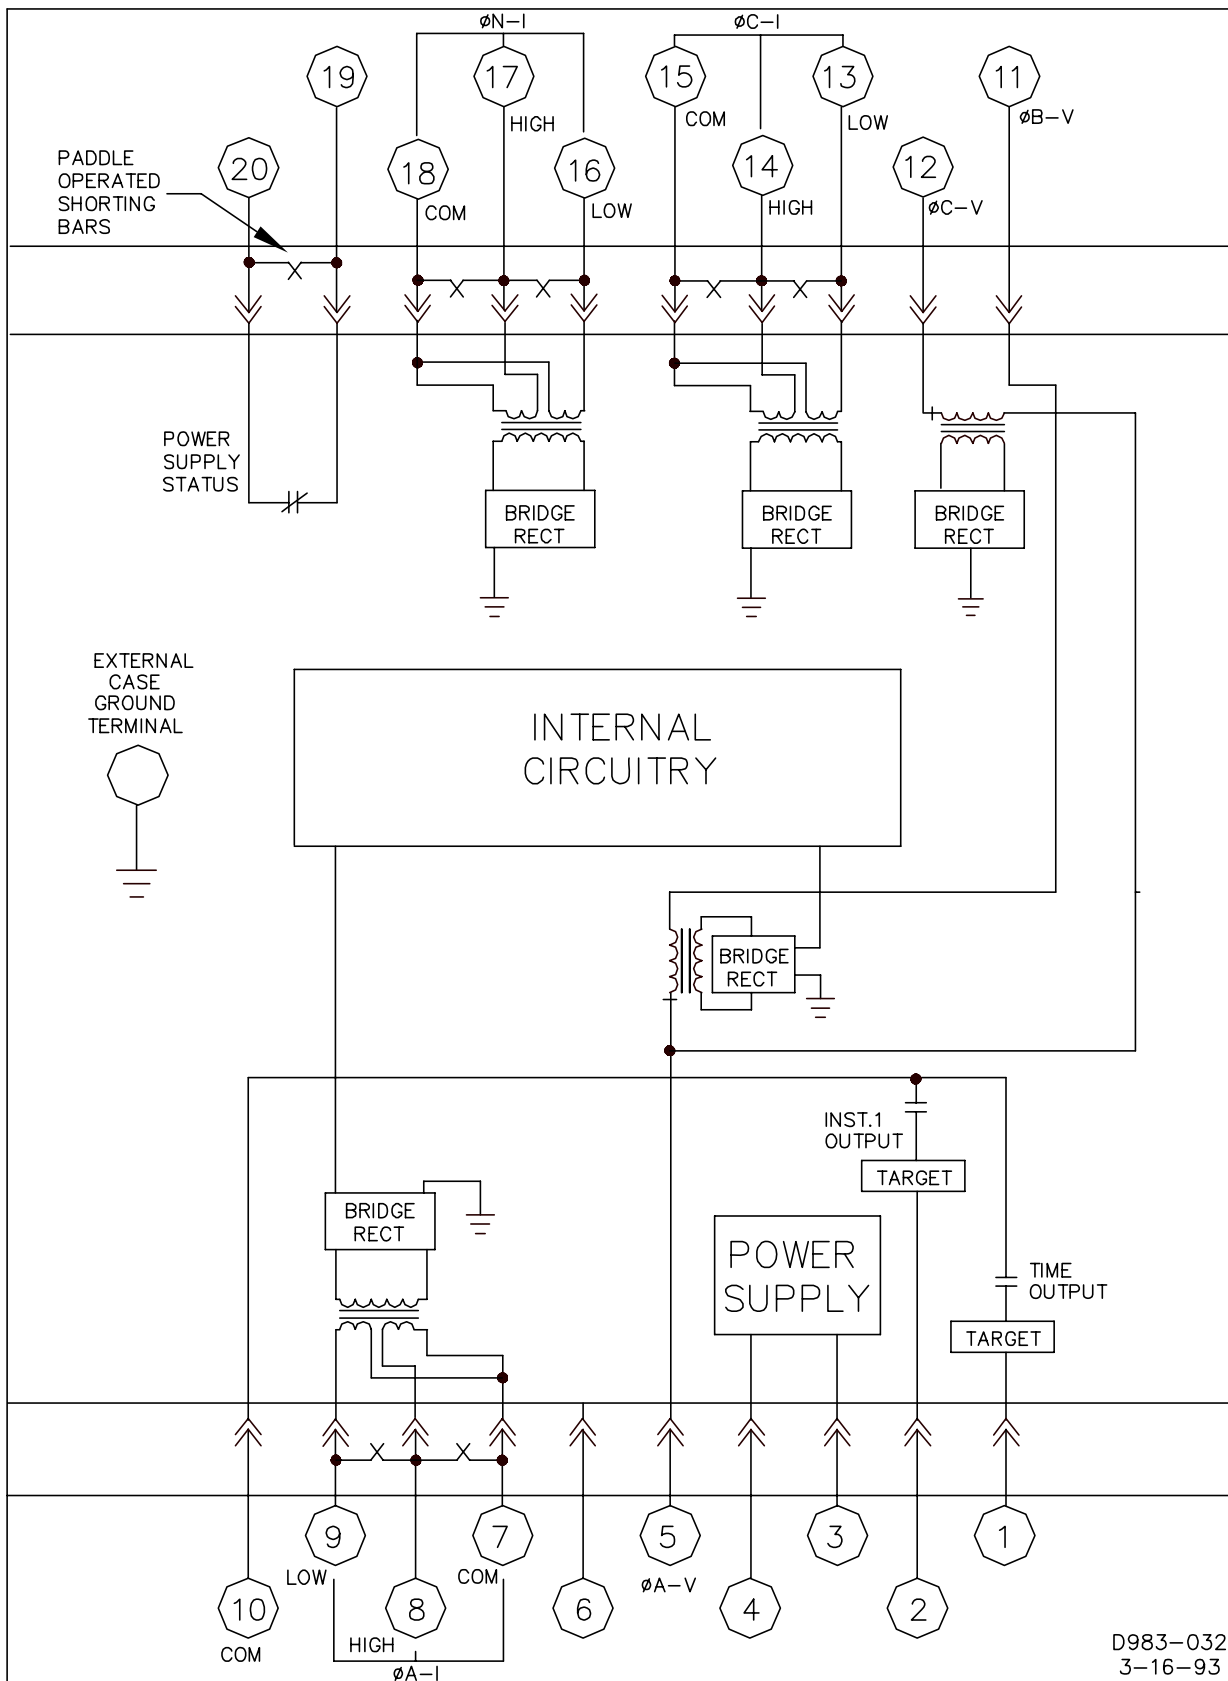 øN-I
øC-I
19
17
15
13
11
HIGH
COM
LOW
øB-V
PADDLE
OPERATED
SHORTING
BARS
20
18
16
14
12
COM
LOW
HIGH
øC-V
POWER
SUPPLY
STATUS
BRIDGE
RECT
BRIDGE
RECT
BRIDGE
RECT
EXTERNAL
CASE
GROUND
TERMINAL
INTERNAL
CIRCUITRY
BRIDGE
RECT
INST.1
OUTPUT
TARGET
BRIDGE
RECT
POWER
SUPPLY
TIME
OUTPUT
TARGET
9
7
5
3
1
LOW
COM
øA-V
10
8
6
4
2
COM
HIGH
øA-I
D983-032
3-16-93